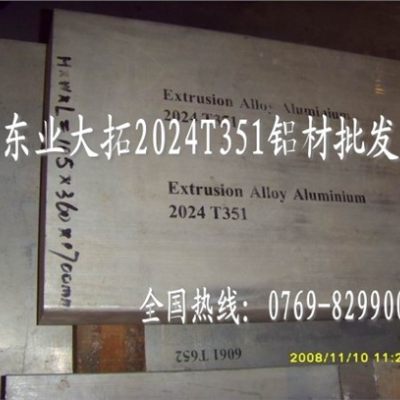 Extrusion Alloy Aluminium
2024 T351
东业大拓2024T351铝材批发
Extrusion Alloy Aluminium
2024 T351
全国热线: 0769-829900
6061 T652
2008/11/10 11:2
HxWxL=